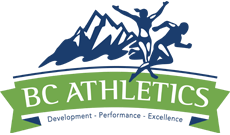 BC ATHLETICS
Development - Performance - Excellence